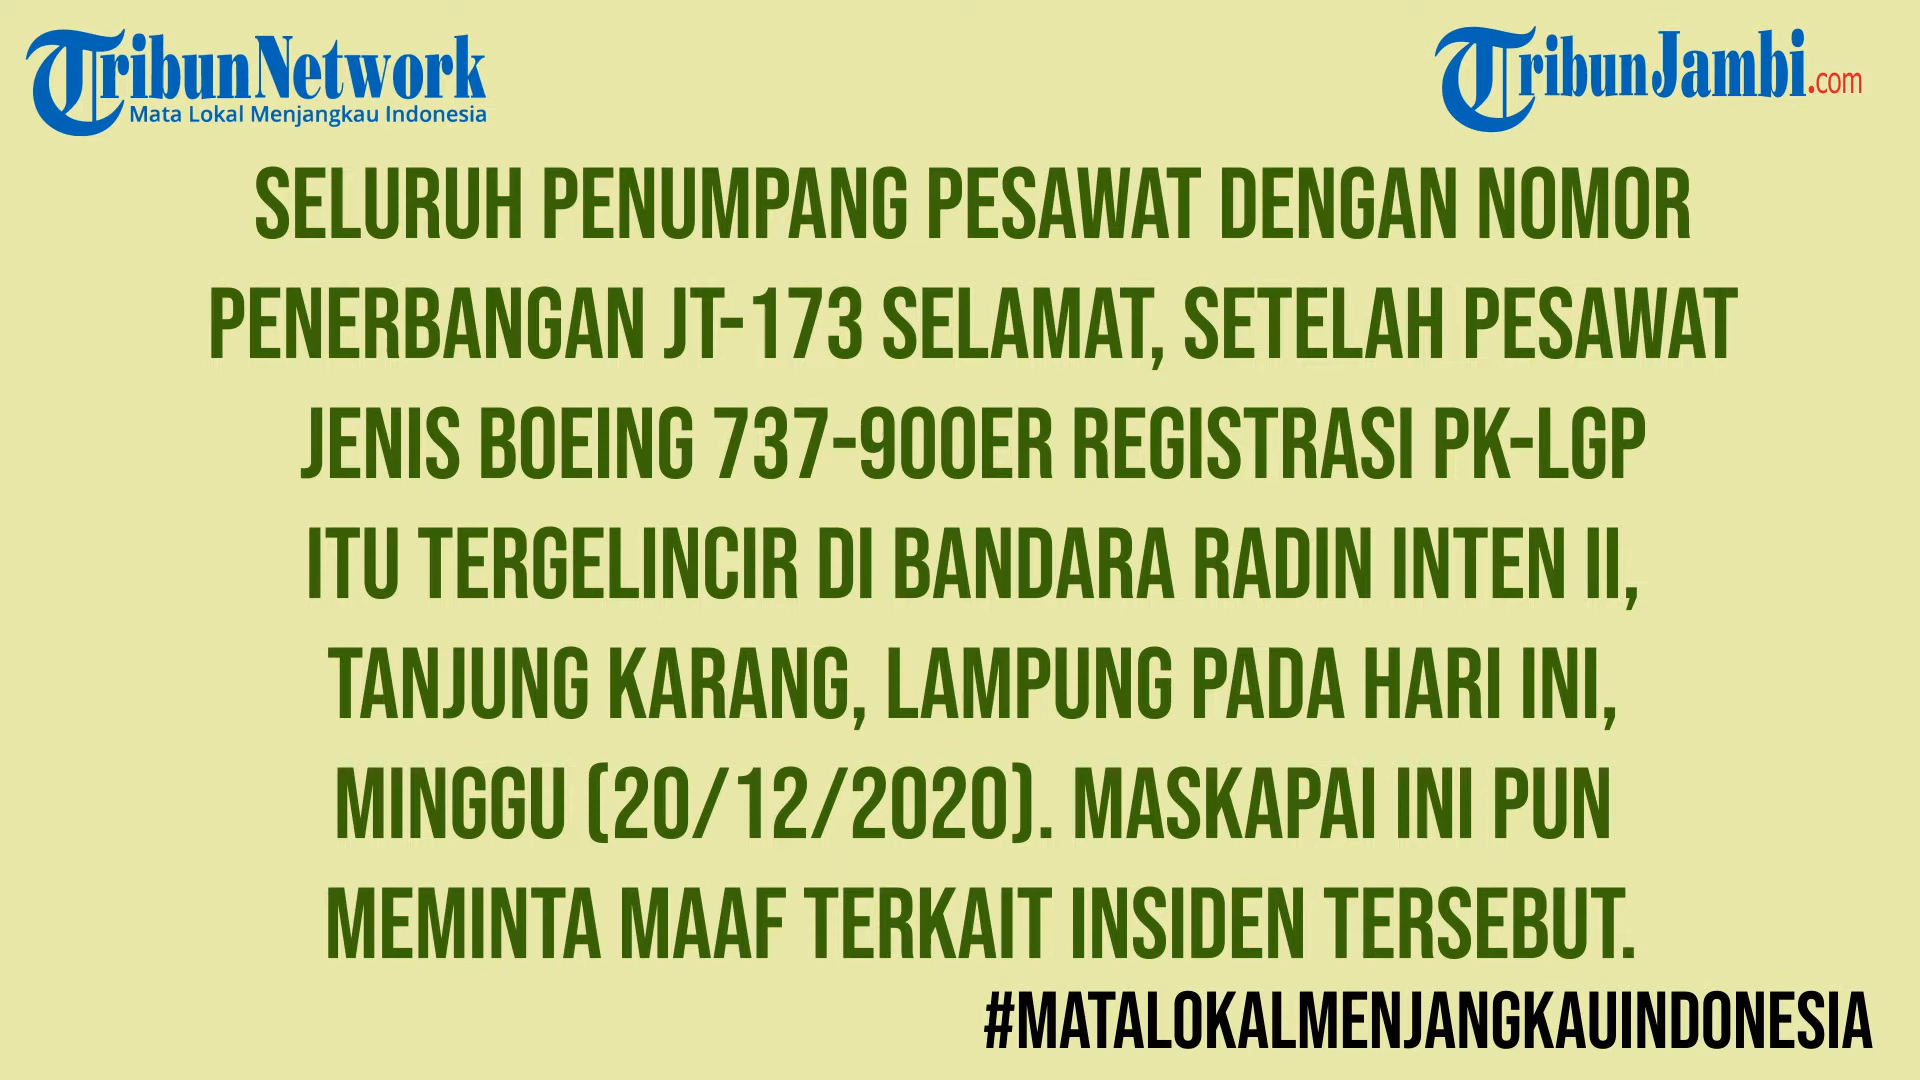 TribunNetwork
Mata Lokal Menjangkau Indonesia
TribunJambi.com
SELURUH PENUMPANG PESAWAT DENGAN NOMOR
PENERBANGAN JT-173 SELAMAT, SETELAH PESAWAT
JENIS BOEING 737-900ER REGISTRASI PK-LGP
ITU TERGELINCIR DI BANDARA RADIN INTEN II,
TANJUNG KARANG, LAMPUNG PADA HARI INI,
MINGGU (20/12/2020). MASKAPAI INI PUN
MEMINTA MAAF TERKAIT INSIDEN TERSEBUT.
#MATALOKALMENJANGKAUINDONESIA